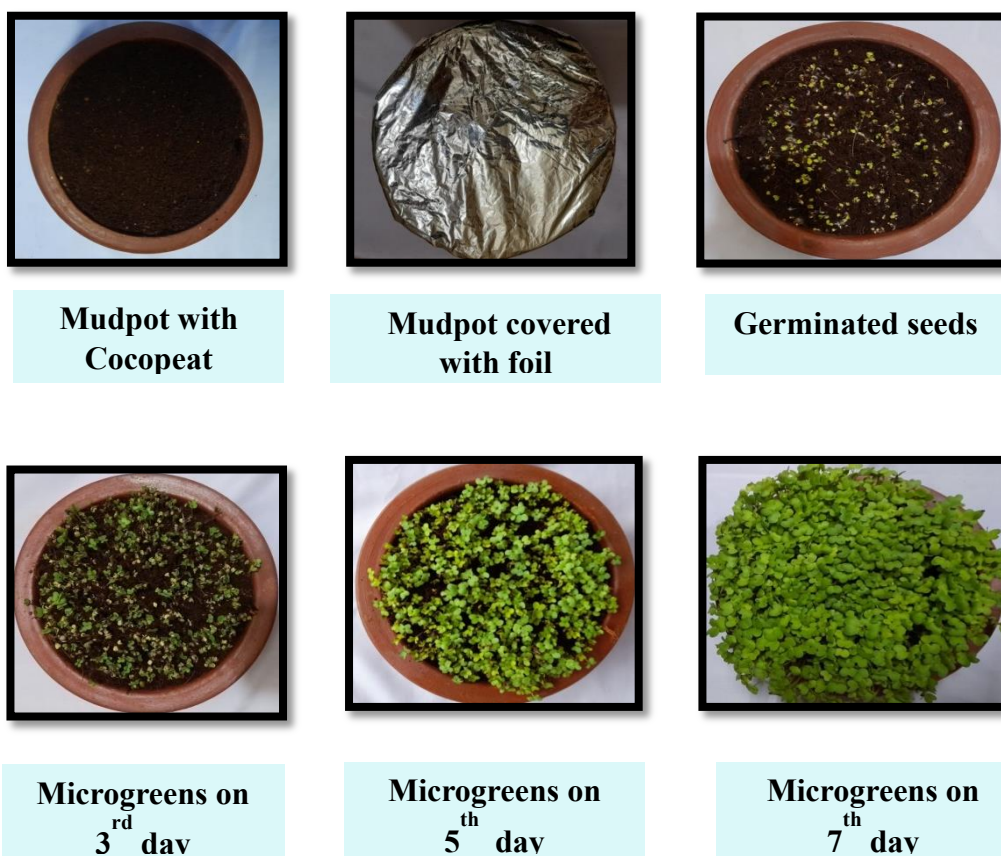 Mudpot with
Cocopeat
Mudpot covered
with foil
Germinated seeds
Microgreens on
3rd day
Microgreens on
5th day
Microgreens on
7th day